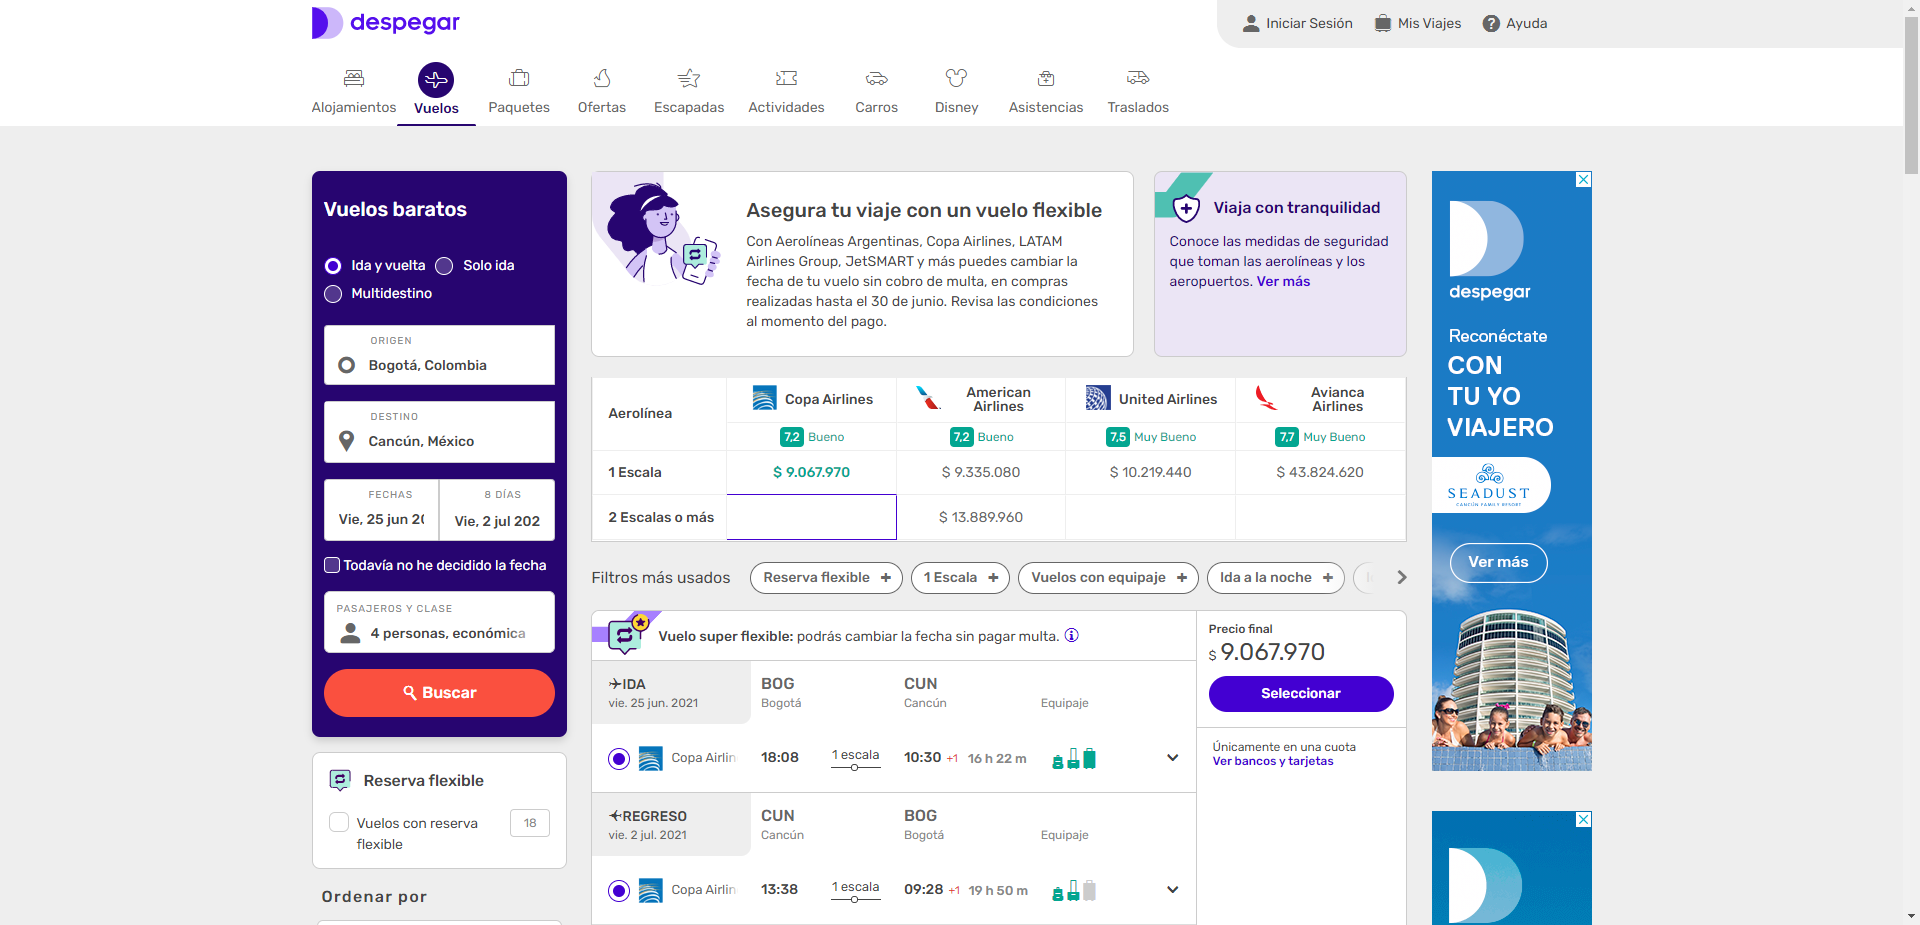 despegar
Iniciar Sesión
Mis Viajes
Ayuda
Alojamientos
Vuelos
Paquetes
Ofertas
Escapadas
Actividades
Carros
Disney
Asistencias
Traslados
Vuelos baratos
Ida y vuelta
Solo ida
Multidestino
ORIGEN
Bogotá, Colombia
DESTINO
Cancún, México
FECHAS
Vie, 25 jun 20
8 DÍAS
Vie, 2 jul 202
Todavía no he decidido la fecha
PASAJEROS Y CLASE
4 personas, económica
Buscar
Reserva flexible
Vuelos con reserva
flexible
18
Ordenar por
Asegura tu viaje con un vuelo flexible
Con Aerolíneas Argentinas, Copa Airlines, LATAM
Airlines Group, JetSMART y más puedes cambiar la
fecha de tu vuelo sin cobro de multa, en compras
realizadas hasta el 30 de junio. Revisa las condiciones
al momento del pago.
Viaja con tranquilidad
Conoce las medidas de seguridad
que toman las aerolíneas y los
aeropuertos. Ver más
Aerolínea
Copa Airlines
American
Airlines
United Airlines
Avianca
Airlines
7,2 Bueno
7,2 Bueno
7,5 Muy Bueno
7,7 Muy Bueno
1 Escala
$ 9.067.970
$ 9.335.080
$ 10.219.440
$ 43.824.620
2 Escalas o más
$ 13.889.960
Filtros más usados
Reserva flexible +
1 Escala +
Vuelos con equipaje +
Ida a la noche +
Vuelo super flexible: podrás cambiar la fecha sin pagar multa.
IDA
vie. 25 jun. 2021
BOG
Bogotá
CUN
Cancún
Equipaje
Copa Airlin
18:08
1 escala
10:30 +1
16 h 22 m
REGRESO
vie. 2 jul. 2021
CUN
Cancún
BOG
Bogotá
Equipaje
Copa Airlin
13:38
1 escala
09:28 +1
19 h 50 m
Precio final
$ 9.067.970
Seleccionar
Únicamente en una cuota
Ver bancos y tarjetas
despegar
Reconéctate
CON
TU YO
VIAJERO
SEADUST
CANCÚN FAMILY RESORT
Ver más